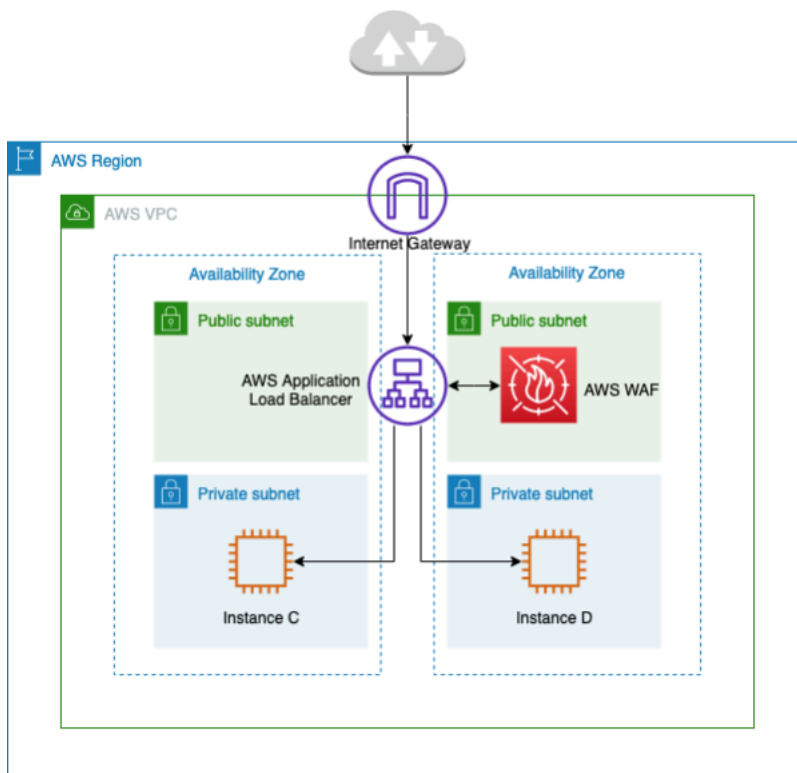 AWS Region
AWS VPC
Internet Gateway
Availability Zone
Availability Zone
Public subnet
Public subnet
AWS Application
Load Balancer
AWS WAF
Private subnet
Private subnet
Instance C
Instance D